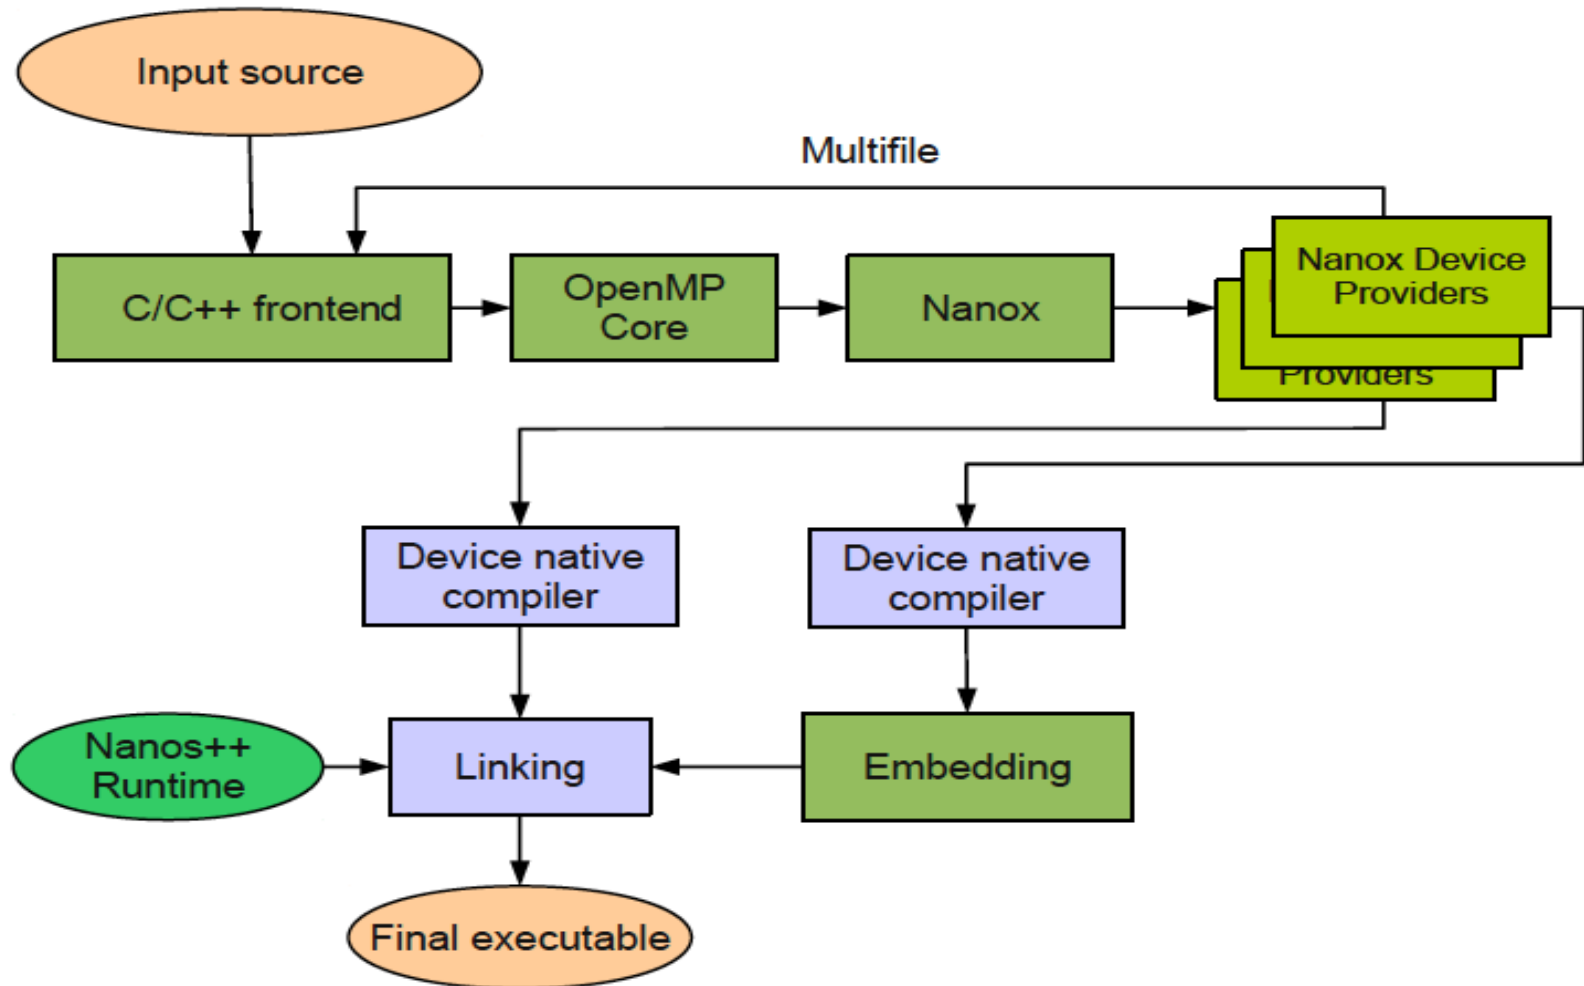 Input source
Multifile
C/C++ frontend
OpenMP
Core
Nanox
Nanox Device
Providers
Providers
Device native
compiler
Device native
compiler
Nanos++
Runtime
Linking
Embedding
Final executable